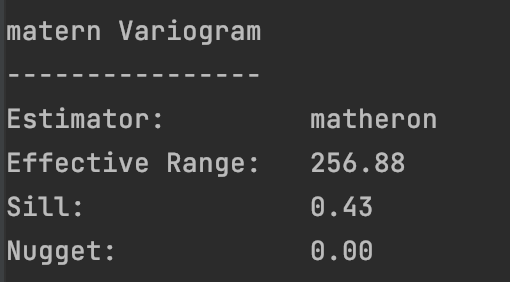 matern Variogram
----------------
Estimator: matheron
Effective Range: 256.88
Sill: 0.43
Nugget: 0.00